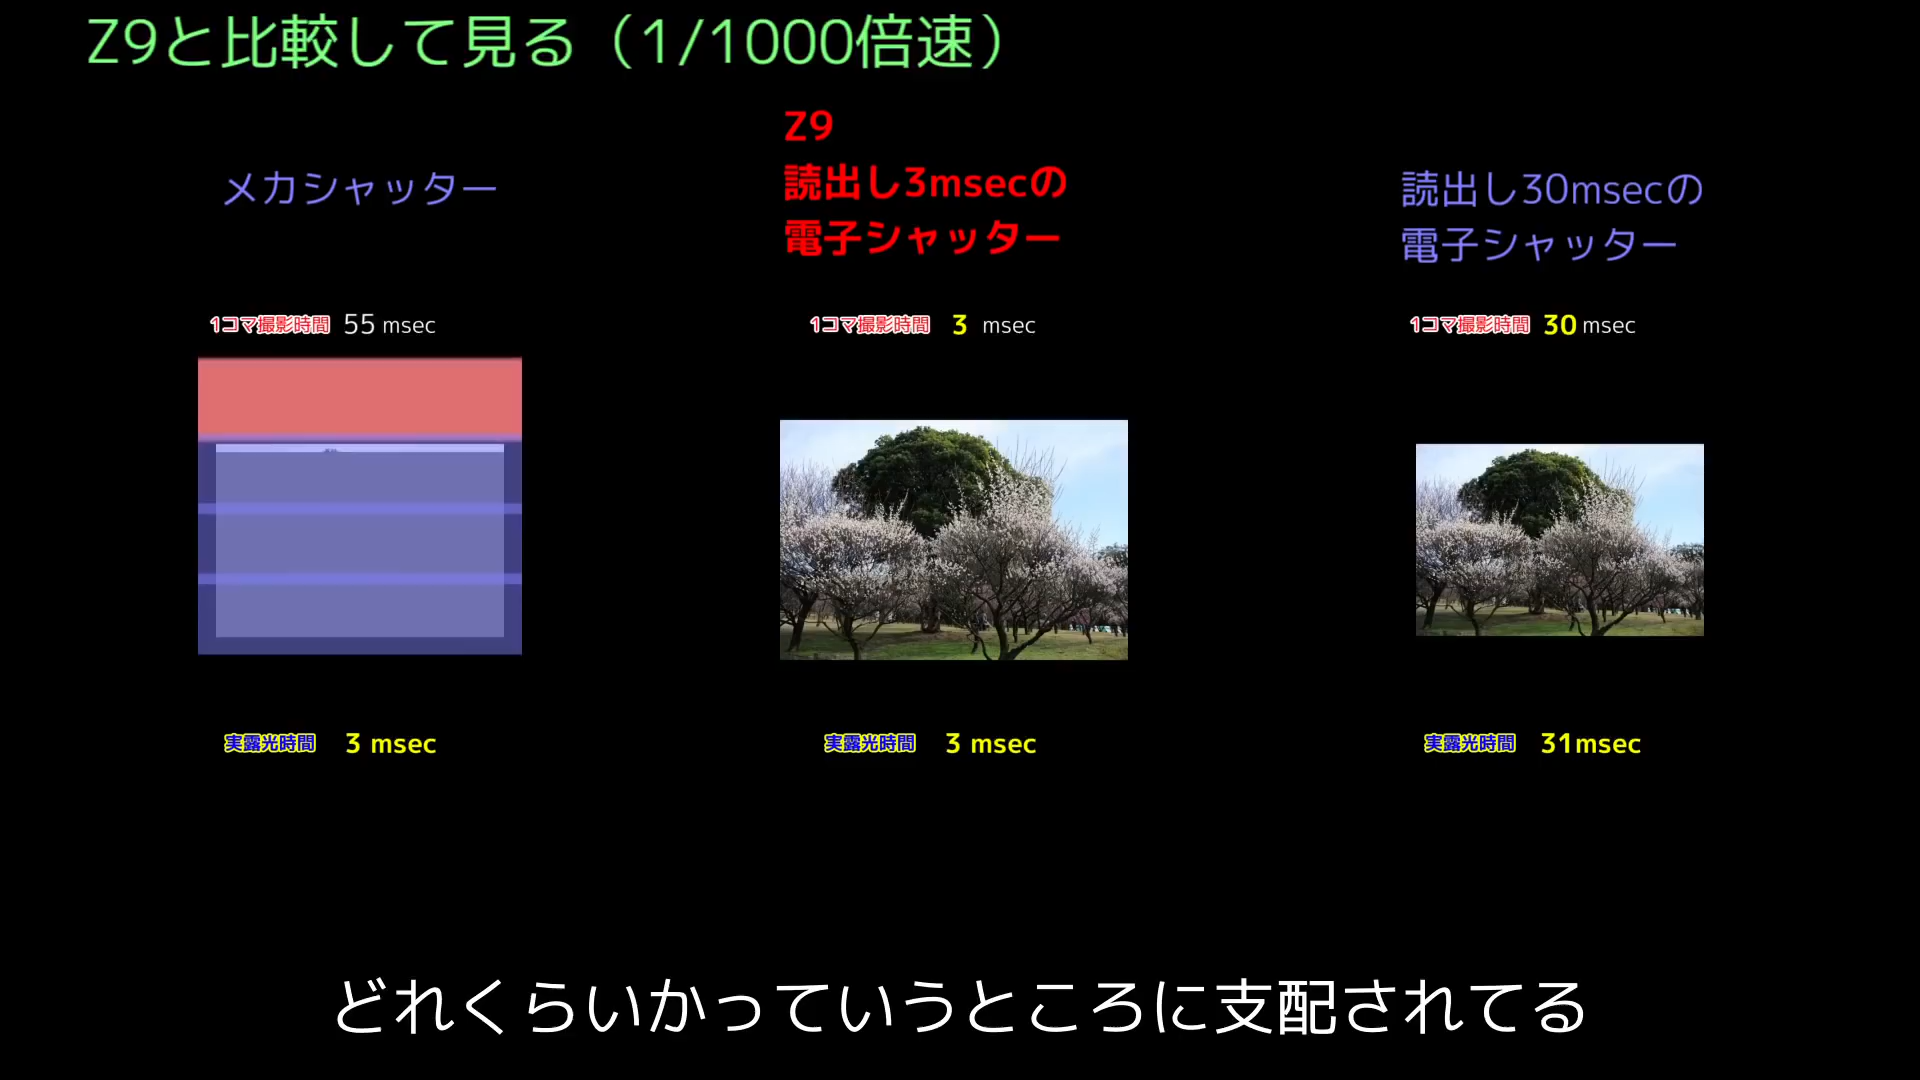 Z9と比較して見る（1/1000倍速）
メカシャッター
Z9
読出し3msecの
電子シャッター
読出し30msecの
電子シャッター
1コマ撮影時間 55 msec
1コマ撮影時間 3 msec
1コマ撮影時間 30 msec
実露光時間 3 msec
実露光時間 3 msec
実露光時間 31msec
どれくらいかっていうところに支配されてる